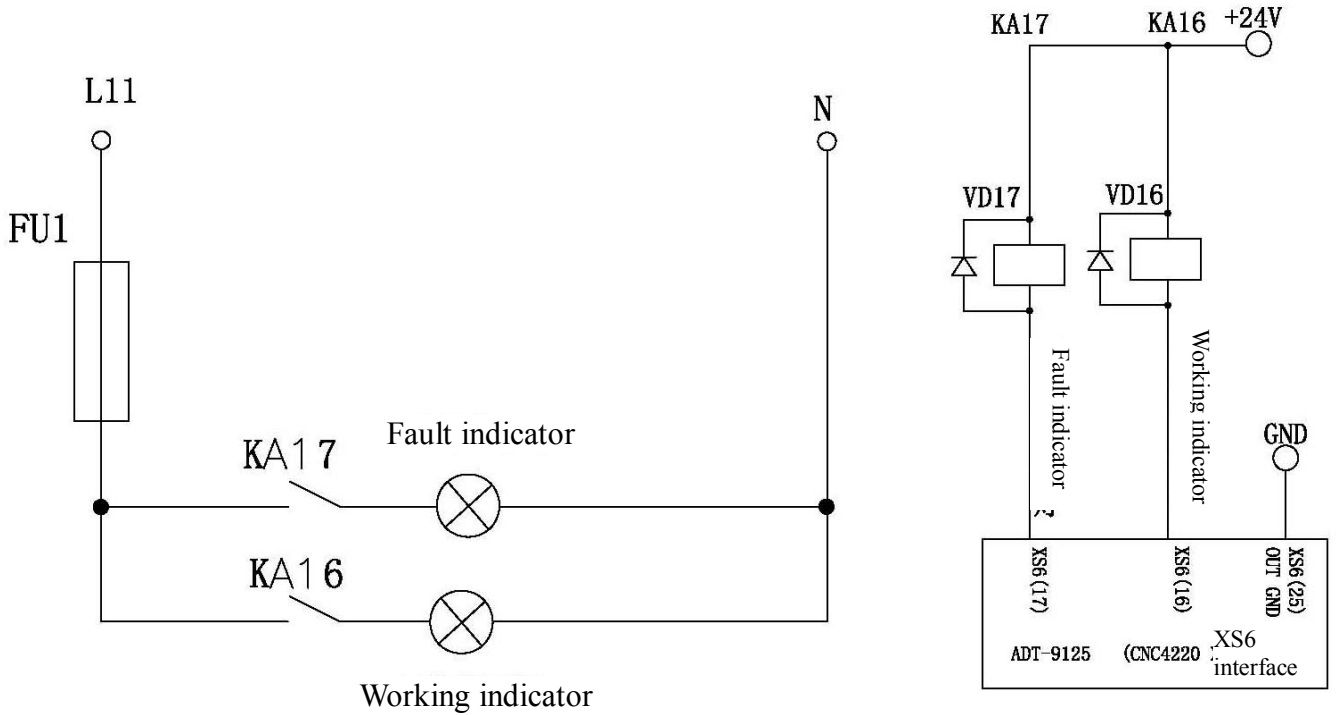 L11
N
FU1
KA17
Fault indicator
KA16
Working indicator
KA17
KA16
+24V
VD17
VD16
Fault indicator
Working indicator
GND
XS6(17)
XS6(16)
XS6(25)
OUT GND
ADT-9125
(CNC4220
XS6
interface